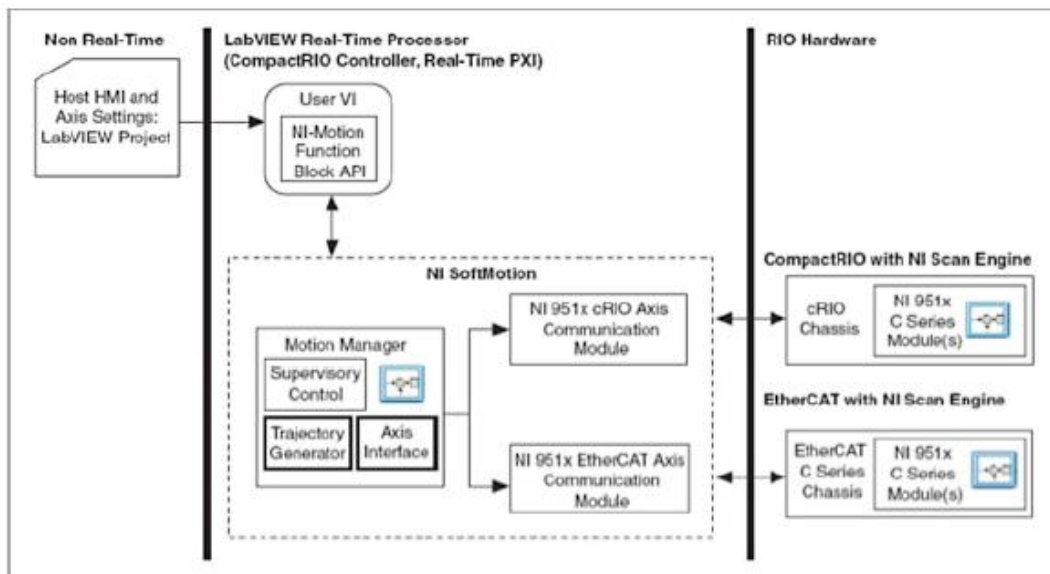 Non Real-Time
Host HMI and
Axis Settings:
LabVIEW Project
LabVIEW Real-Time Processor
(CompactRIO Controller, Real-Time PXI)
User VI
NI-Motion
Function
Block API
NI SoftMotion
Motion Manager
Supervisory
Control
Trajectory
Generator
Axis
Interface
NI 951x cRIO Axis
Communication
Module
NI 951x EtherCAT Axis
Communication
Module
RIO Hardware
CompactRIO with NI Scan Engine
cRIO
Chassis
NI 951x
C Series
Module(s)
EtherCAT with NI Scan Engine
EtherCAT
C Series
Chassis
NI 951x
C Series
Module(s)